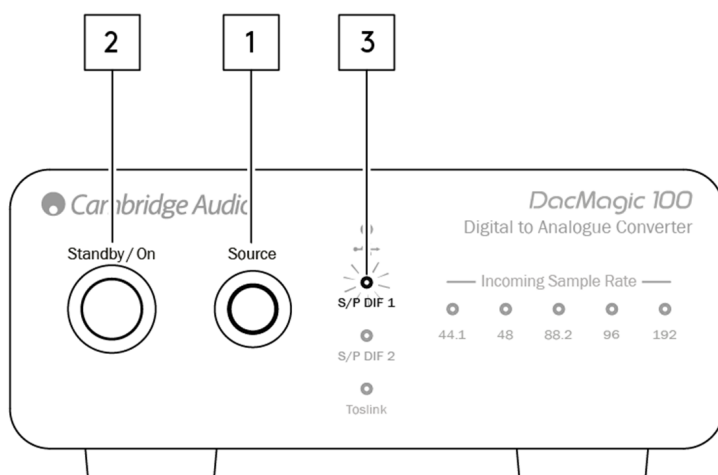 2 1 3
Cambridge Audio
DacMagic 100
Digital to Analogue Converter
Standby / On
Source
Incoming Sample Rate
S/P DIF 1
44.1 48 88.2 96 192
S/P DIF 2
Toslink